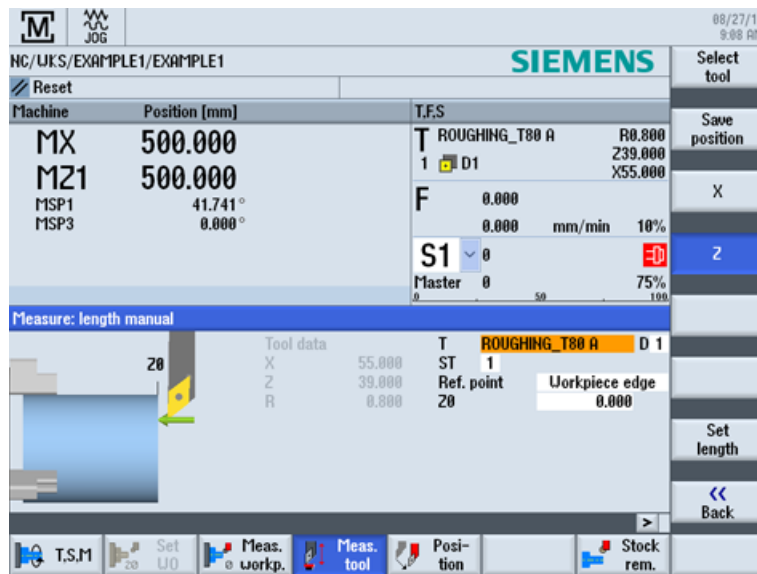 M
JOG
08/27/1
9:08 AM
NC/WKS/EXAMPLE1/EXAMPLE1
SIEMENS
Select
tool
Reset
Machine Position [mm]
T,F,S
Save
position
MX 500.000
T ROUGHING_T80 A R0.800
1 D1 Z39.000
X55.000
MZ1 500.000
MSP1 41.741°
MSP3 0.000°
X
F 0.000
0.000 mm/min 10%
S1 0
Z
Master 0 75%
0 50 100
Measure: length manual
Z0
Tool data
X 55.000
Z 39.000
R 0.800
T ROUGHING_T80 A D 1
ST 1
Ref. point Workpiece edge
Z0 0.000
Set
length
<<
Back
>
T,S,M
Set
WO
Meas.
workp.
Meas.
tool
Posi-
tion
Stock
rem.